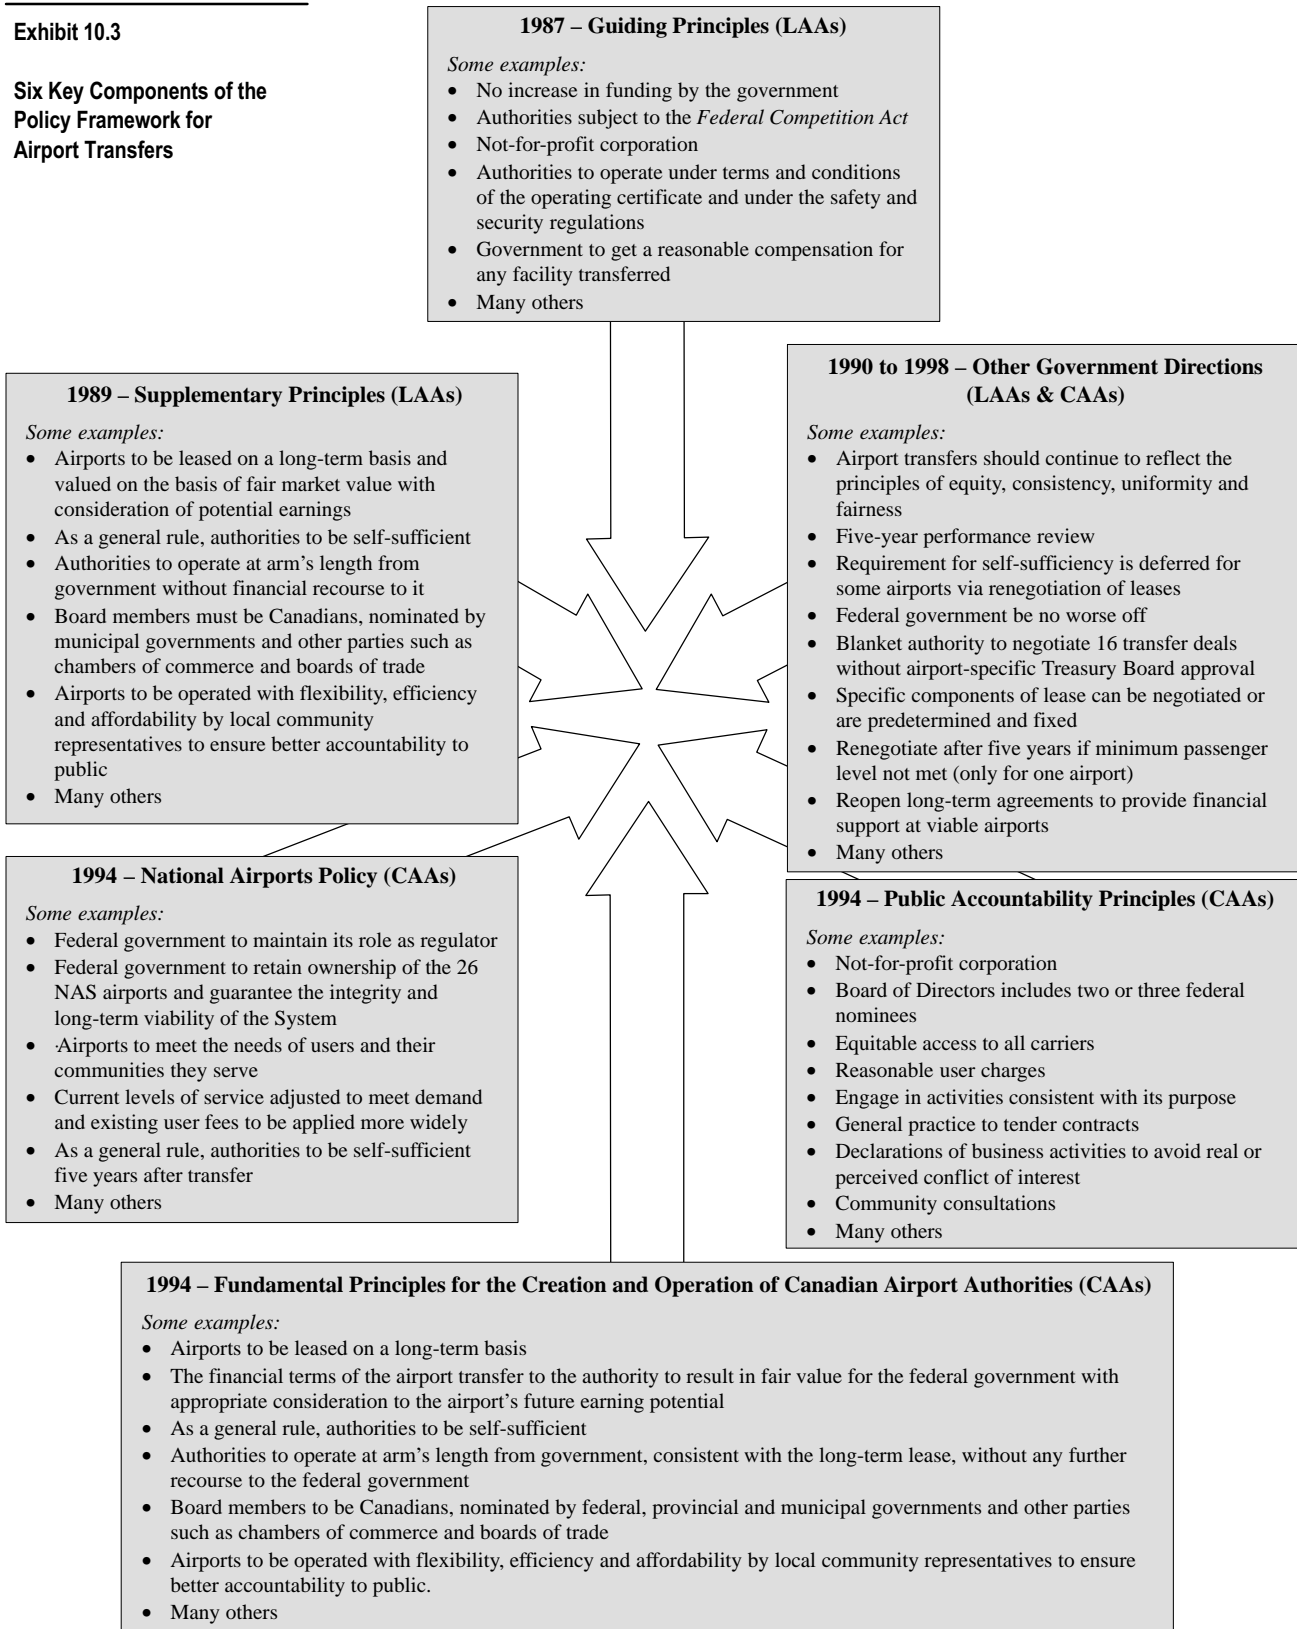 Exhibit 10.3
Six Key Components of the
Policy Framework for
Airport Transfers
1987 – Guiding Principles (LAAs)
Some examples:
• No increase in funding by the government
• Authorities subject to the Federal Competition Act
• Not-for-profit corporation
• Authorities to operate under terms and conditions
of the operating certificate and under the safety and
security regulations
• Government to get a reasonable compensation for
any facility transferred
• Many others
1989 – Supplementary Principles (LAAs)
Some examples:
• Airports to be leased on a long-term basis and
valued on the basis of fair market value with
consideration of potential earnings
• As a general rule, authorities to be self-sufficient
• Authorities to operate at arm’s length from
government without financial recourse to it
• Board members must be Canadians, nominated by
municipal governments and other parties such as
chambers of commerce and boards of trade
• Airports to be operated with flexibility, efficiency
and affordability by local community
representatives to ensure better accountability to
public
• Many others
1990 to 1998 – Other Government Directions
(LAAs & CAAs)
Some examples:
• Airport transfers should continue to reflect the
principles of equity, consistency, uniformity and
fairness
• Five-year performance review
• Requirement for self-sufficiency is deferred for
some airports via renegotiation of leases
• Federal government be no worse off
• Blanket authority to negotiate 16 transfer deals
without airport-specific Treasury Board approval
• Specific components of lease can be negotiated or
are predetermined and fixed
• Renegotiate after five years if minimum passenger
level not met (only for one airport)
• Reopen long-term agreements to provide financial
support at viable airports
• Many others
1994 – National Airports Policy (CAAs)
Some examples:
• Federal government to maintain its role as regulator
• Federal government to retain ownership of the 26
NAS airports and guarantee the integrity and
long-term viability of the System
• ·Airports to meet the needs of users and their
communities they serve
• Current levels of service adjusted to meet demand
and existing user fees to be applied more widely
• As a general rule, authorities to be self-sufficient
five years after transfer
• Many others
1994 – Public Accountability Principles (CAAs)
Some examples:
• Not-for-profit corporation
• Board of Directors includes two or three federal
nominees
• Equitable access to all carriers
• Reasonable user charges
• Engage in activities consistent with its purpose
• General practice to tender contracts
• Declarations of business activities to avoid real or
perceived conflict of interest
• Community consultations
• Many others
1994 – Fundamental Principles for the Creation and Operation of Canadian Airport Authorities (CAAs)
Some examples:
• Airports to be leased on a long-term basis
• The financial terms of the airport transfer to the authority to result in fair value for the federal government with
appropriate consideration to the airport’s future earning potential
• As a general rule, authorities to be self-sufficient
• Authorities to operate at arm’s length from government, consistent with the long-term lease, without any further
recourse to the federal government
• Board members to be Canadians, nominated by federal, provincial and municipal governments and other parties
such as chambers of commerce and boards of trade
• Airports to be operated with flexibility, efficiency and affordability by local community representatives to ensure
better accountability to public.
• Many others